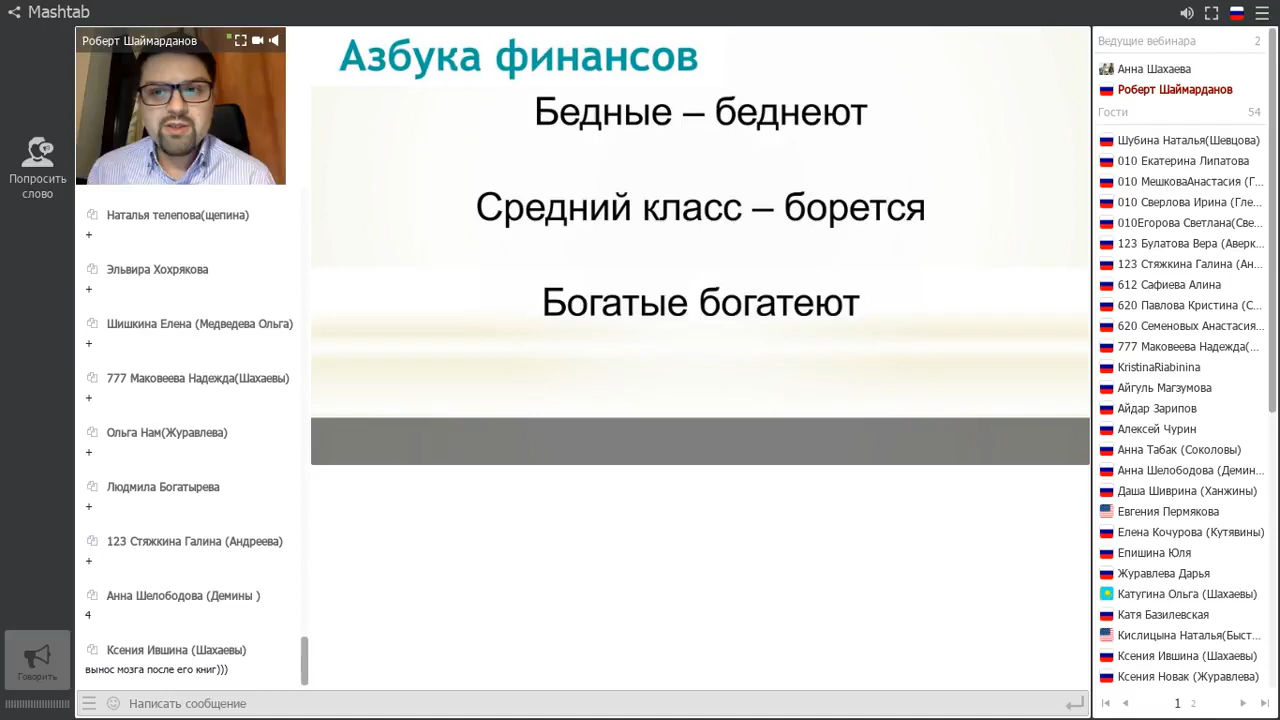 Mashtab
Роберт Шаймарданов
Попросить
слово
Говорить
Наталья телепова(щепина)
+
Эльвира Хохрякова
+
Шишкина Елена (Медведева Ольга)
+
777 Маковеева Надежда(Шахаевы)
+
Ольга Нам(Журавлева)
+
Людмила Богатырева
+
123 Стяжкина Галина (Андреева)
+
Анна Шелободова (Демины )
4
Ксения Ившина (Шахаевы)
вынос мозга после его книг)))
Написать сообщение
Азбука финансов
Бедные – беднеют
Средний класс – борется
Богатые богатеют
Ведущие вебинара 2
Анна Шахаева
Роберт Шаймарданов
Гости 54
Шубина Наталья(Шевцова)
010 Екатерина Липатова
010 МешковаАнастасия (Г...
010 Сверлова Ирина (Гле...
010Егорова Светлана(Све...
123 Булатова Вера (Аверк...
123 Стяжкина Галина (Ан...
612 Сафиева Алина
620 Павлова Кристина (С...
620 Семеновых Анастасия...
777 Маковеева Надежда(...
KristinaRiabinina
Айгуль Магзумова
Айдар Зарипов
Алексей Чурин
Анна Табак (Соколовы)
Анна Шелободова (Демин...
Даша Шиврина (Ханжины)
Евгения Пермякова
Елена Кочурова (Кутявины)
Епишина Юля
Журавлева Дарья
Катугина Ольга (Шахаевы)
Катя Базилевская
Кислицына Наталья(Быст...
Ксения Ившина (Шахаевы)
Ксения Новак (Журавлева)
1 2